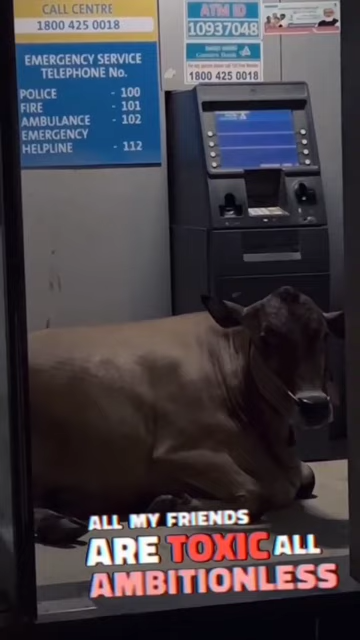 CALL CENTRE
1800 425 0018
EMERGENCY SERVICE
TELEPHONE No.
POLICE - 100
FIRE - 101
AMBULANCE - 102
EMERGENCY
HELPLINE - 112
ATM ID
10937048
1800 425 0018
ALL MY FRIENDS
ARE TOXIC ALL
AMBITIONLESS